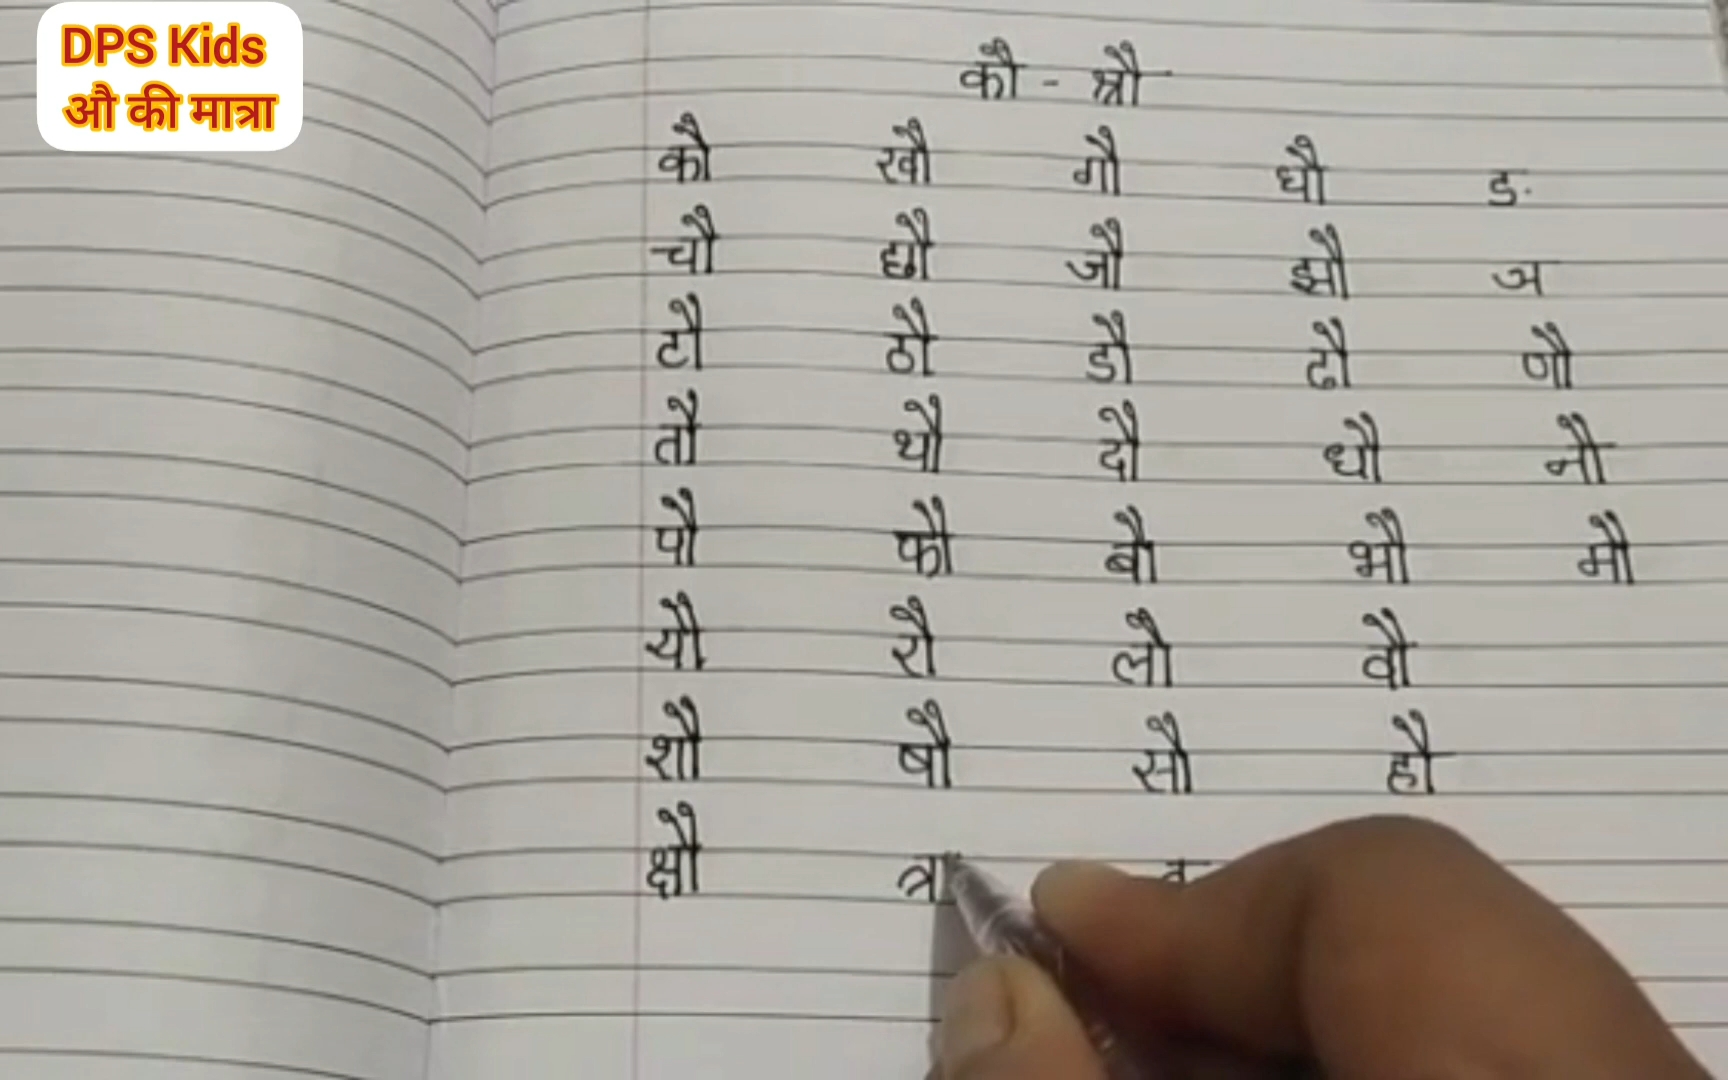 DPS Kids
औ की मात्रा
कौ - श्रौ
कौ खौ गौ घौ ङ
चौ छौ जौ झौ ञ
टौ ठौ डौ ढौ णौ
तौ थौ दौ धौ नौ
पौ फौ बौ भौ मौ
यौ रौ लौ वौ
शौ षौ सौ हौ
क्षौ त्र